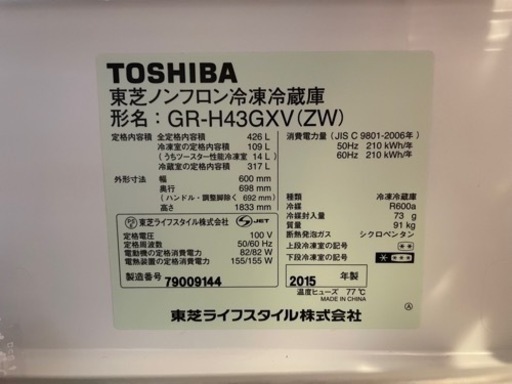 TOSHIBA
東芝ノンフロン冷凍冷蔵庫
形名：GR-H43GXV(ZW)
定格内容積 全定格内容積 426 L
冷凍室の定格内容積 109 L
(うちツースター性能冷凍室 14 L)
冷蔵室の定格内容積 317 L
外形寸法 幅 600 mm
奥行 698 mm
(ハンドル・調整脚除く 692 mm)
高さ 1833 mm
東芝ライフスタイル株式会社 JET
定格電圧 100 V
定格周波数 50/60 Hz
電動機の定格消費電力 82/82 W
電熱装置の定格消費電力 155/155 W
製造番号 79009144
消費電力量 (JIS C 9801-2006年)
50Hz 210 kWh/年
60Hz 210 kWh/年
種類 冷凍冷蔵庫
冷媒 R600a
冷媒封入量 73 g
質量 91 kg
断熱発泡ガス シクロペンタン
上段冷凍室の記号
下段冷凍室の記号
2015 年製
温度ヒューズ 77℃
MADE IN CHINA
東芝ライフスタイル株式会社